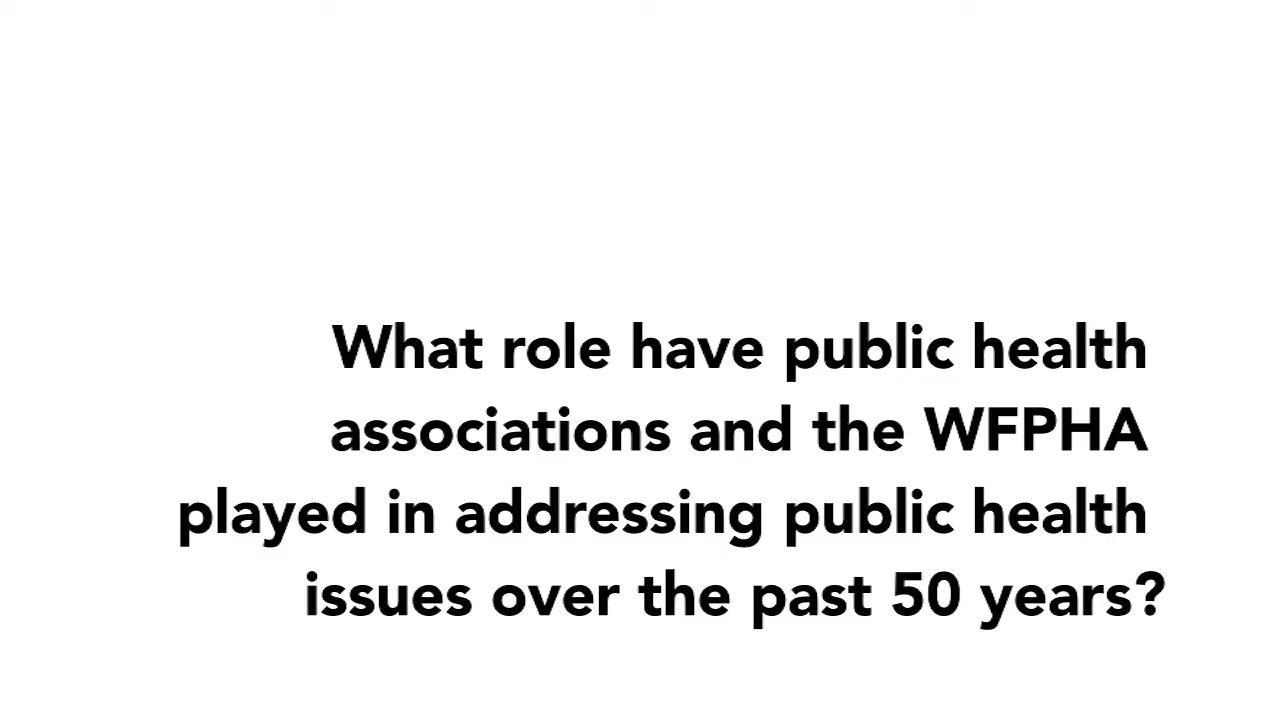 What role have public health
associations and the WFPHA
played in addressing public health
issues over the past 50 years?